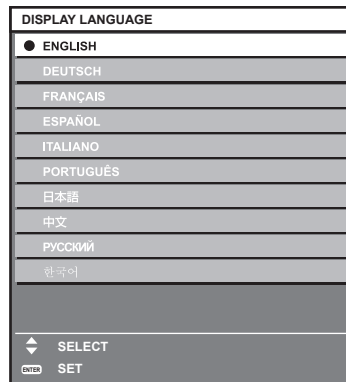 DISPLAY LANGUAGE
ENGLISH
DEUTSCH
FRANÇAIS
ESPAÑOL
ITALIANO
PORTUGUÊS
日本語
中文
РУССКИЙ
한국어
SELECT
ENTER SET